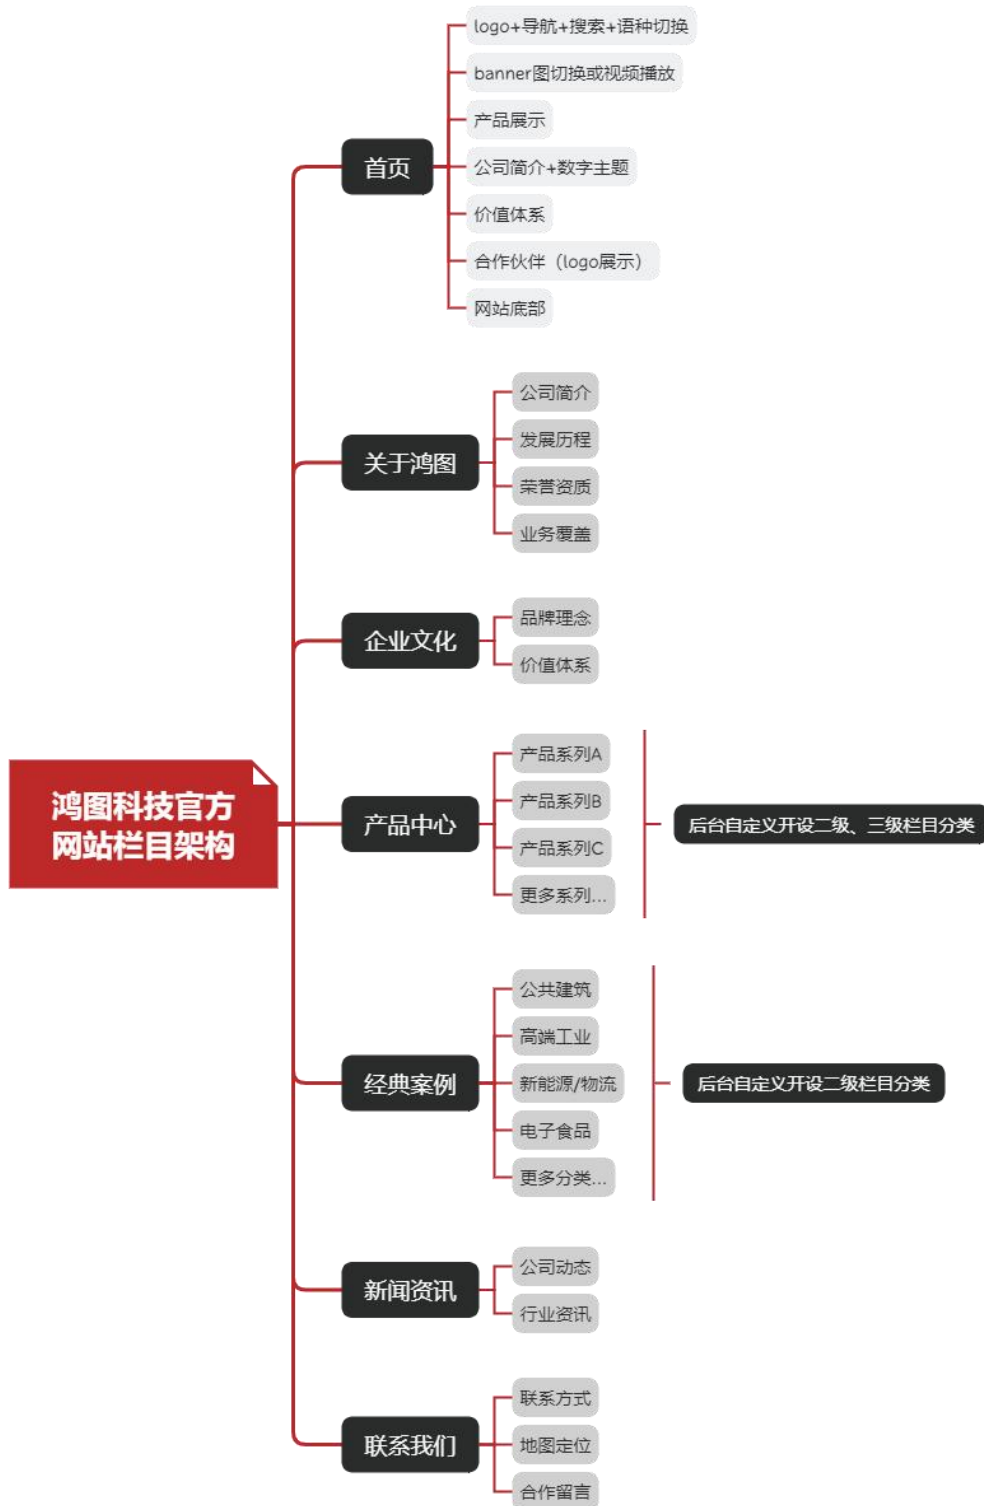 鸿图科技官方
网站栏目架构
首页
logo+导航+搜索+语种切换
banner图切换或视频播放
产品展示
公司简介+数字主题
价值体系
合作伙伴（logo展示）
网站底部
关于鸿图
公司简介
发展历程
荣誉资质
业务覆盖
企业文化
品牌理念
价值体系
产品中心
产品系列A
产品系列B
产品系列C
更多系列...
后台自定义开设二级、三级栏目分类
经典案例
公共建筑
高端工业
新能源/物流
电子食品
更多分类...
后台自定义开设二级栏目分类
新闻资讯
公司动态
行业资讯
联系我们
联系方式
地图定位
合作留言